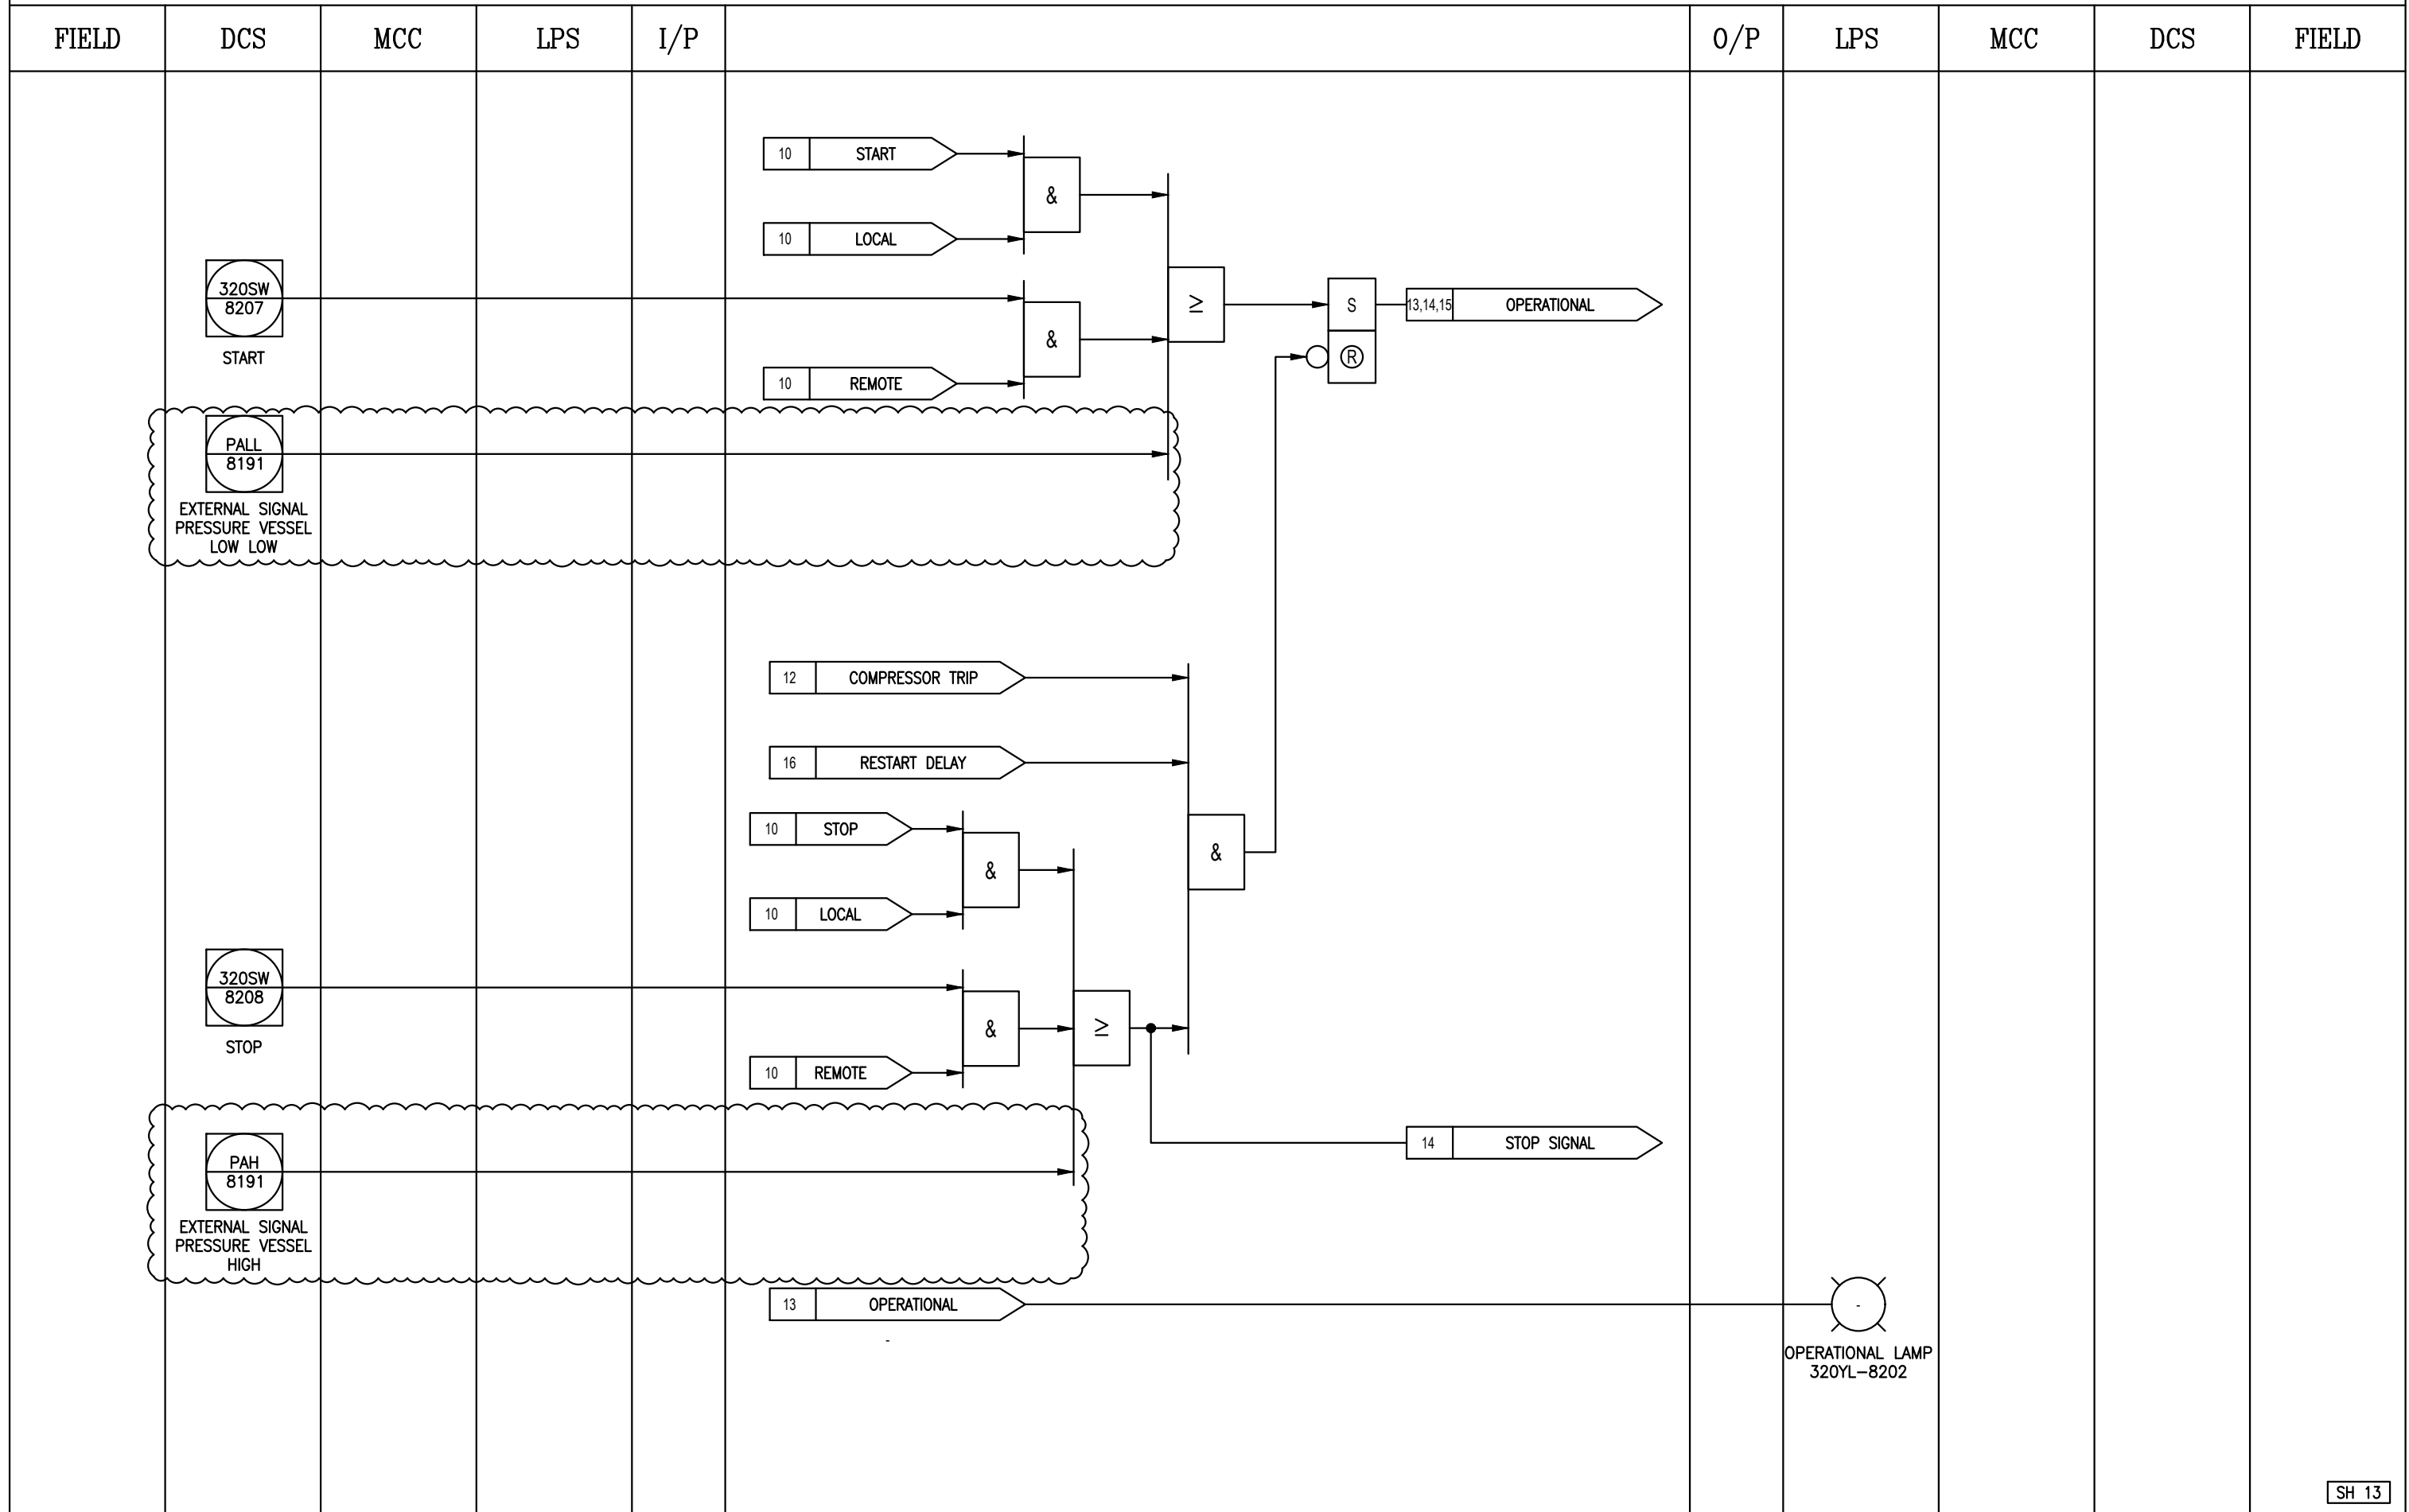 FIELD DCS MCC LPS I/P O/P LPS MCC DCS FIELD
10 START
&
10 LOCAL
320SW
8207
START
&
10 REMOTE
≥
S
Ⓡ
13,14,15 OPERATIONAL
PALL
8191
EXTERNAL SIGNAL
PRESSURE VESSEL
LOW LOW
12 COMPRESSOR TRIP
16 RESTART DELAY
10 STOP
&
10 LOCAL
&
320SW
8208
STOP
&
10 REMOTE
≥
14 STOP SIGNAL
PAH
8191
EXTERNAL SIGNAL
PRESSURE VESSEL
HIGH
13 OPERATIONAL
-
-
OPERATIONAL LAMP
320YL-8202
SH 13